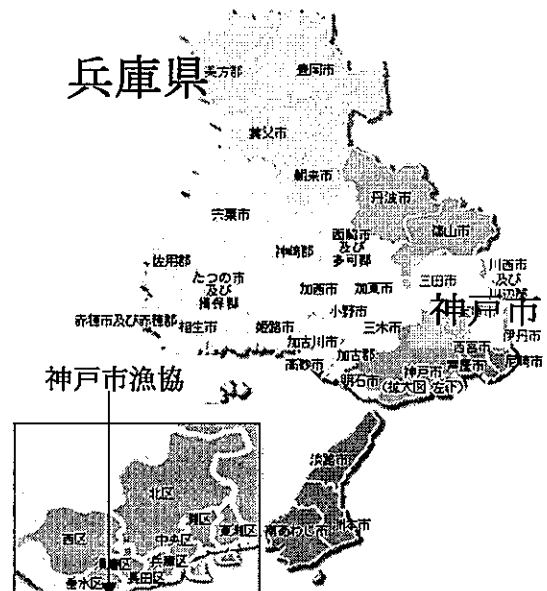 兵庫県
美方郡
豊岡市
養父市
朝来市
丹波市
宍粟市
篠山市
神崎郡
西脇市
及び
多可郡
佐用郡
たつの市
及び
揖保郡
加西市
加東市
三田市
川西市
及び
川辺郡
神戸市
小野市
赤穂市及び赤穂郡
相生市
姫路市
三木市
伊丹市
加古川市
西宮市
加古郡
芦屋市
尼崎市
高砂市
神戸市
明石市
(拡大図 左下)
神戸市漁協
淡路市
洲本市
南あわじ市
北区
灘区
東灘区
西区
中央区
須磨区
兵庫区
長田区
垂水区